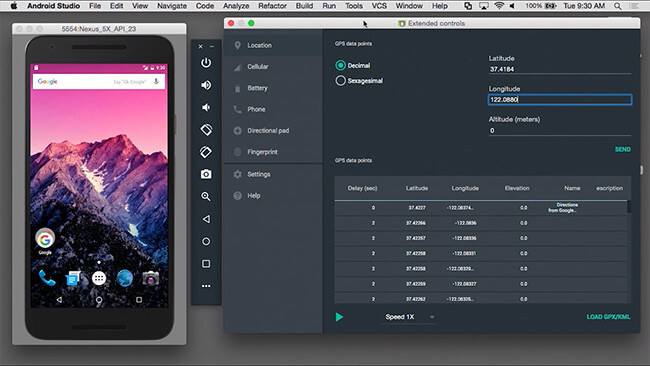 Android Studio File Edit View Navigate Code Analyze Refactor Build Run Tools VCS Window Help 100% Tue 9:30 AM
5554:Nexus_5X_API_23
Extended controls
9:30
Google
Say "Ok Google"
Google
Location
Cellular
Battery
Phone
Directional pad
Fingerprint
Settings
Help
GPS data points
Decimal
Sexagesimal
Latitude
37.4184
Longitude
122.0880
Altitude (meters)
0
SEND
GPS data points
Delay (sec) Latitude Longitude Elevation Name escription
0 37.4227 -122.08374... 0.0 Directions from Google...
2 37.42266 -122.0836 0.0
2 37.42257 -122.08336 0.0
2 37.42258 -122.08331 0.0
2 37.42258 -122.08329... 0.0
2 37.42259 -122.08327 0.0
2 37.42262 -122.08325... 0.0
Speed 1X
LOAD GPX/KML